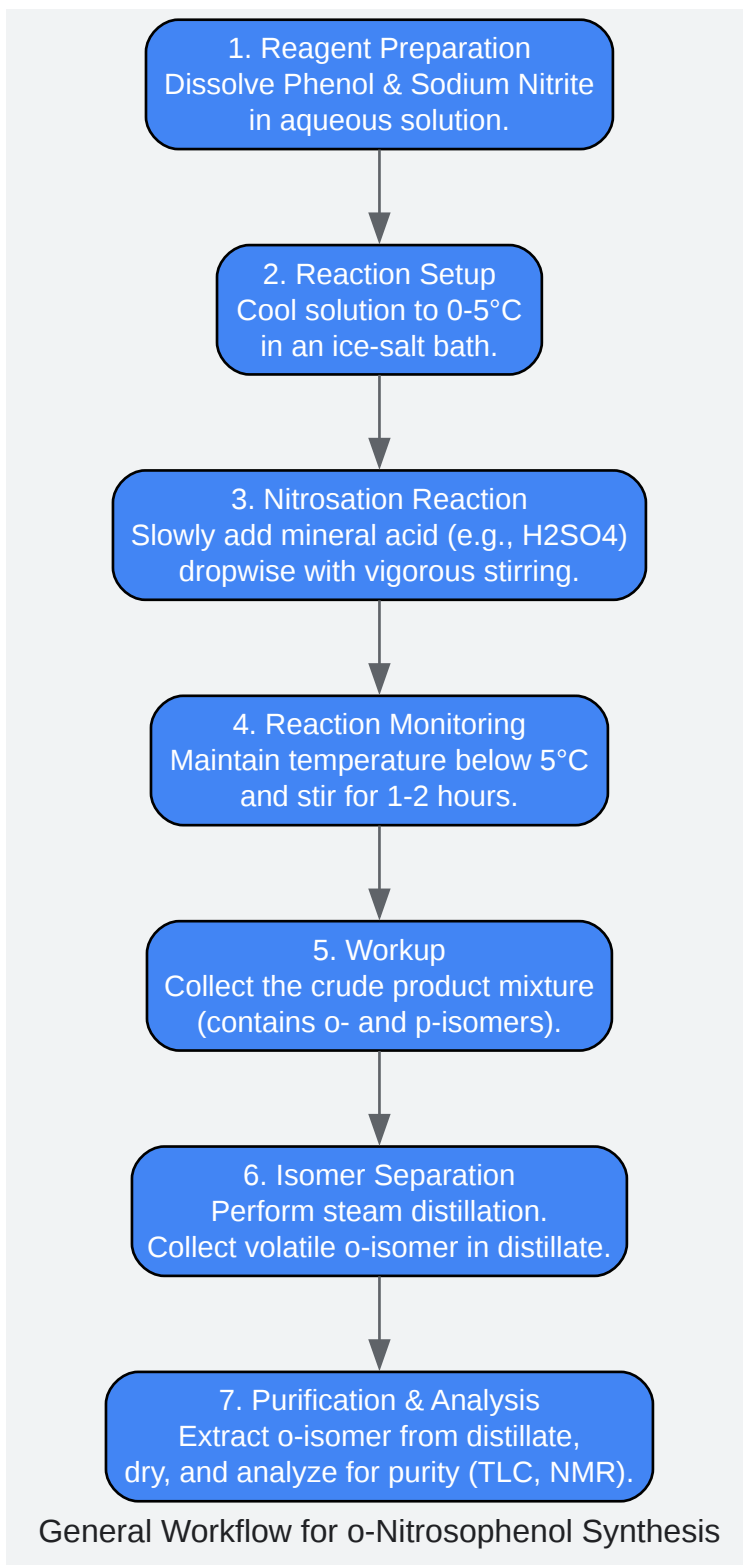 1. Reagent Preparation
Dissolve Phenol & Sodium Nitrite
in aqueous solution.
2. Reaction Setup
Cool solution to 0-5°C
in an ice-salt bath.
3. Nitrosation Reaction
Slowly add mineral acid (e.g., H2SO4)
dropwise with vigorous stirring.
4. Reaction Monitoring
Maintain temperature below 5°C
and stir for 1-2 hours.
5. Workup
Collect the crude product mixture
(contains o- and p-isomers).
6. Isomer Separation
Perform steam distillation.
Collect volatile o-isomer in distillate.
7. Purification & Analysis
Extract o-isomer from distillate,
dry, and analyze for purity (TLC, NMR).
General Workflow for o-Nitrosophenol Synthesis